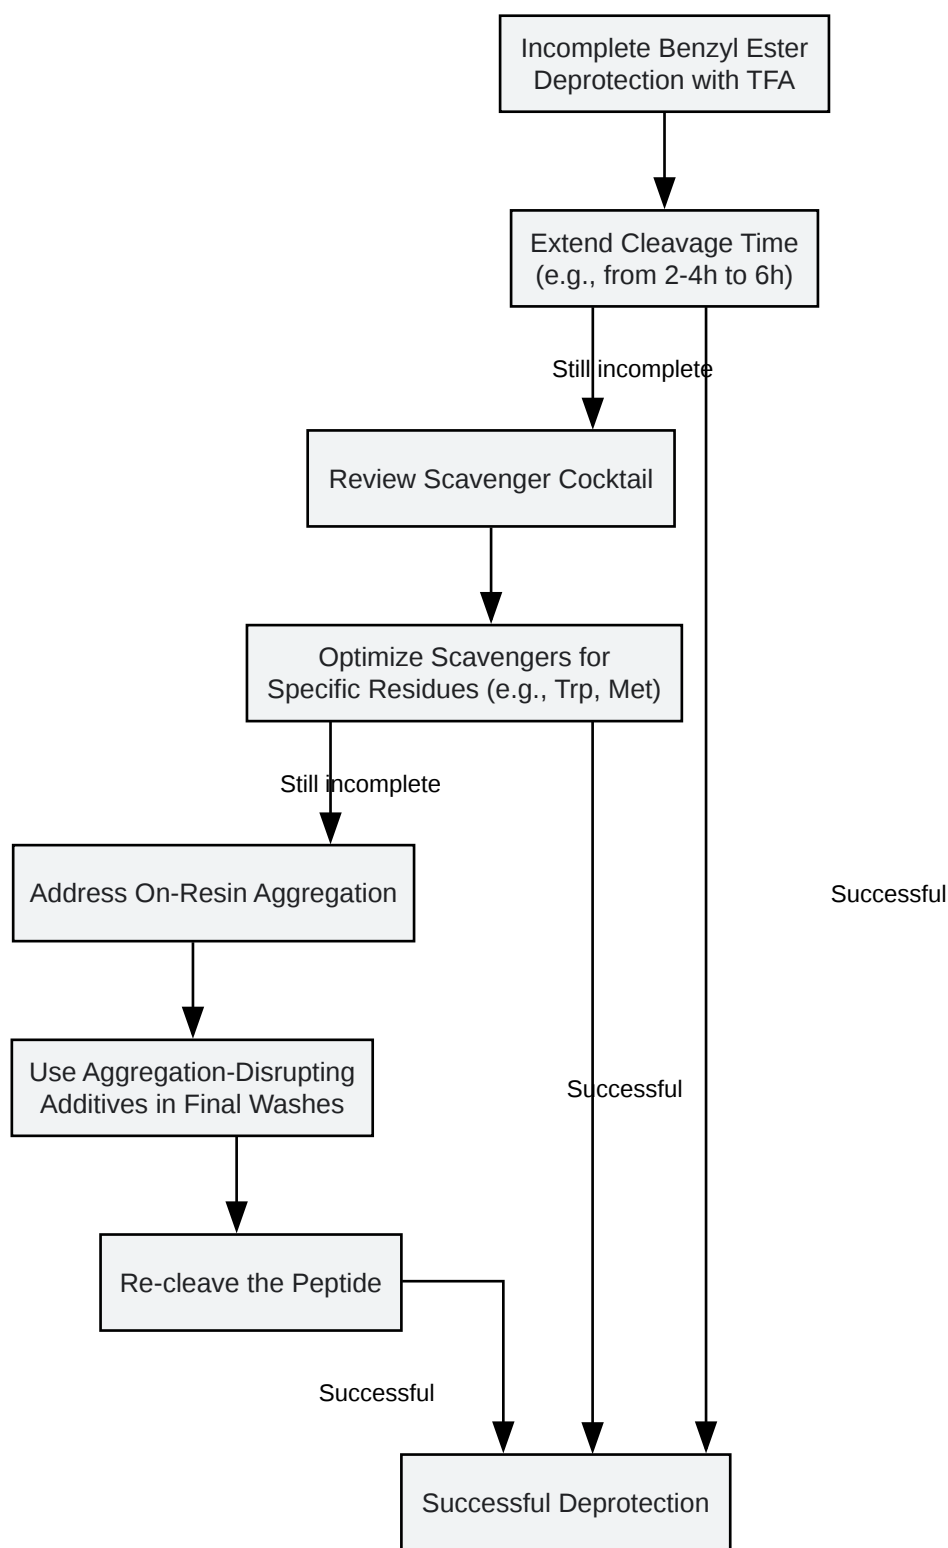 Incomplete Benzyl Ester
Deprotection with TFA
Extend Cleavage Time
(e.g., from 2-4h to 6h)
Still incomplete
Review Scavenger Cocktail
Optimize Scavengers for
Specific Residues (e.g., Trp, Met)
Still incomplete
Address On-Resin Aggregation
Successful
Use Aggregation-Disrupting
Additives in Final Washes
Successful
Re-cleave the Peptide
Successful
Successful Deprotection